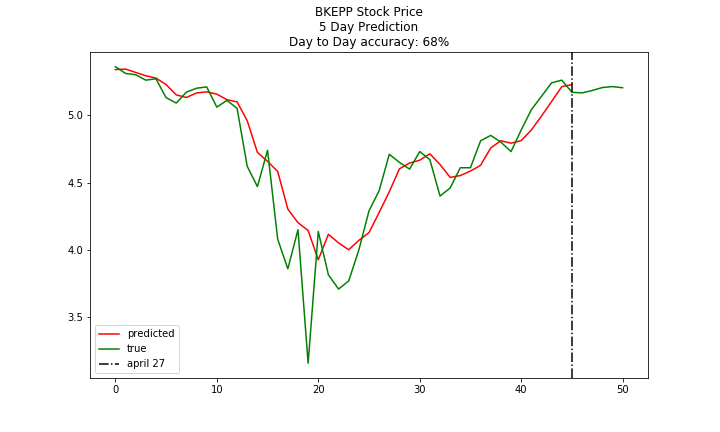 BKEPP Stock Price
5 Day Prediction
Day to Day accuracy: 68%
5.0
4.5
4.0
3.5
predicted
true
april 27
0
10
20
30
40
50